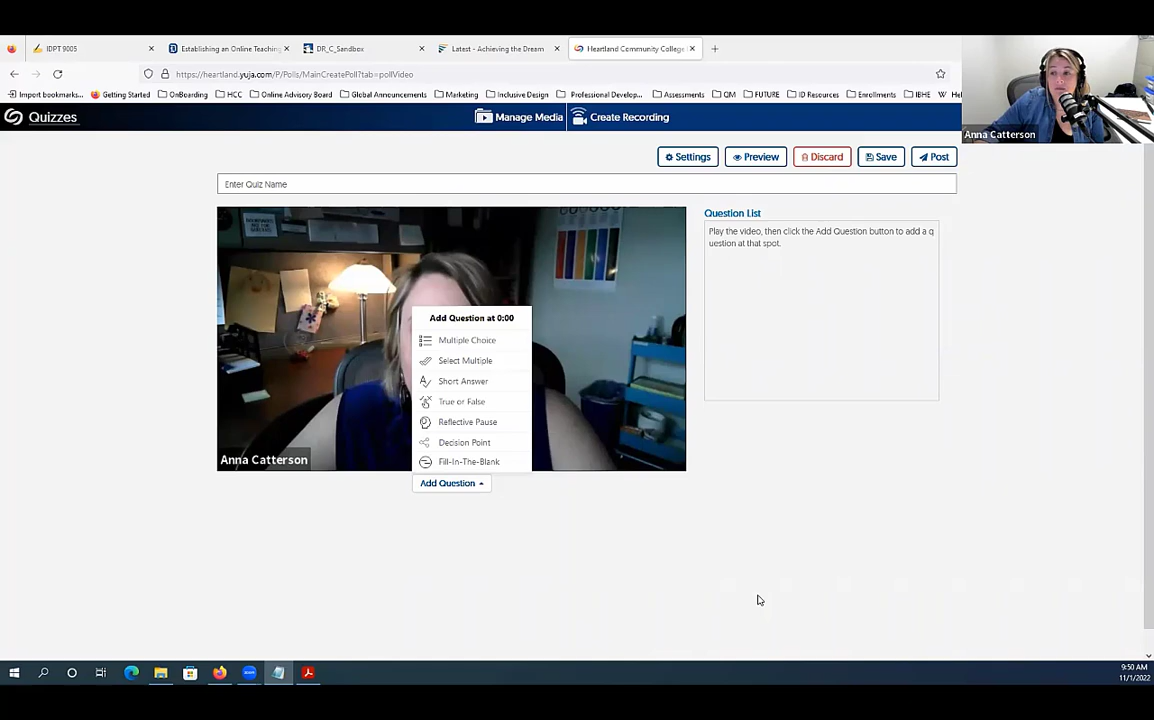 IDPT 9005
Establishing an Online Teaching
DR_C_Sandbox
Latest - Achieving the Dream
Heartland Community College
https://heartland.yuja.com/P/Polls/MainCreatePoll?tab=pollVideo
Import bookmarks...
Getting Started
OnBoarding
HCC
Online Advisory Board
Global Announcements
Marketing
Inclusive Design
Professional Develop...
Assessments
QM
FUTURE
ID Resources
Enrollments
IBHE
Anna Catterson
Quizzes
Manage Media
Create Recording
Settings
Preview
Discard
Save
Post
Enter Quiz Name
Question List
Play the video, then click the Add Question button to add a q
uestion at that spot.
Add Question at 0:00
Multiple Choice
Select Multiple
Short Answer
True or False
Reflective Pause
Decision Point
Fill-In-The-Blank
Anna Catterson
Add Question
zoom
9:50 AM
11/1/2022